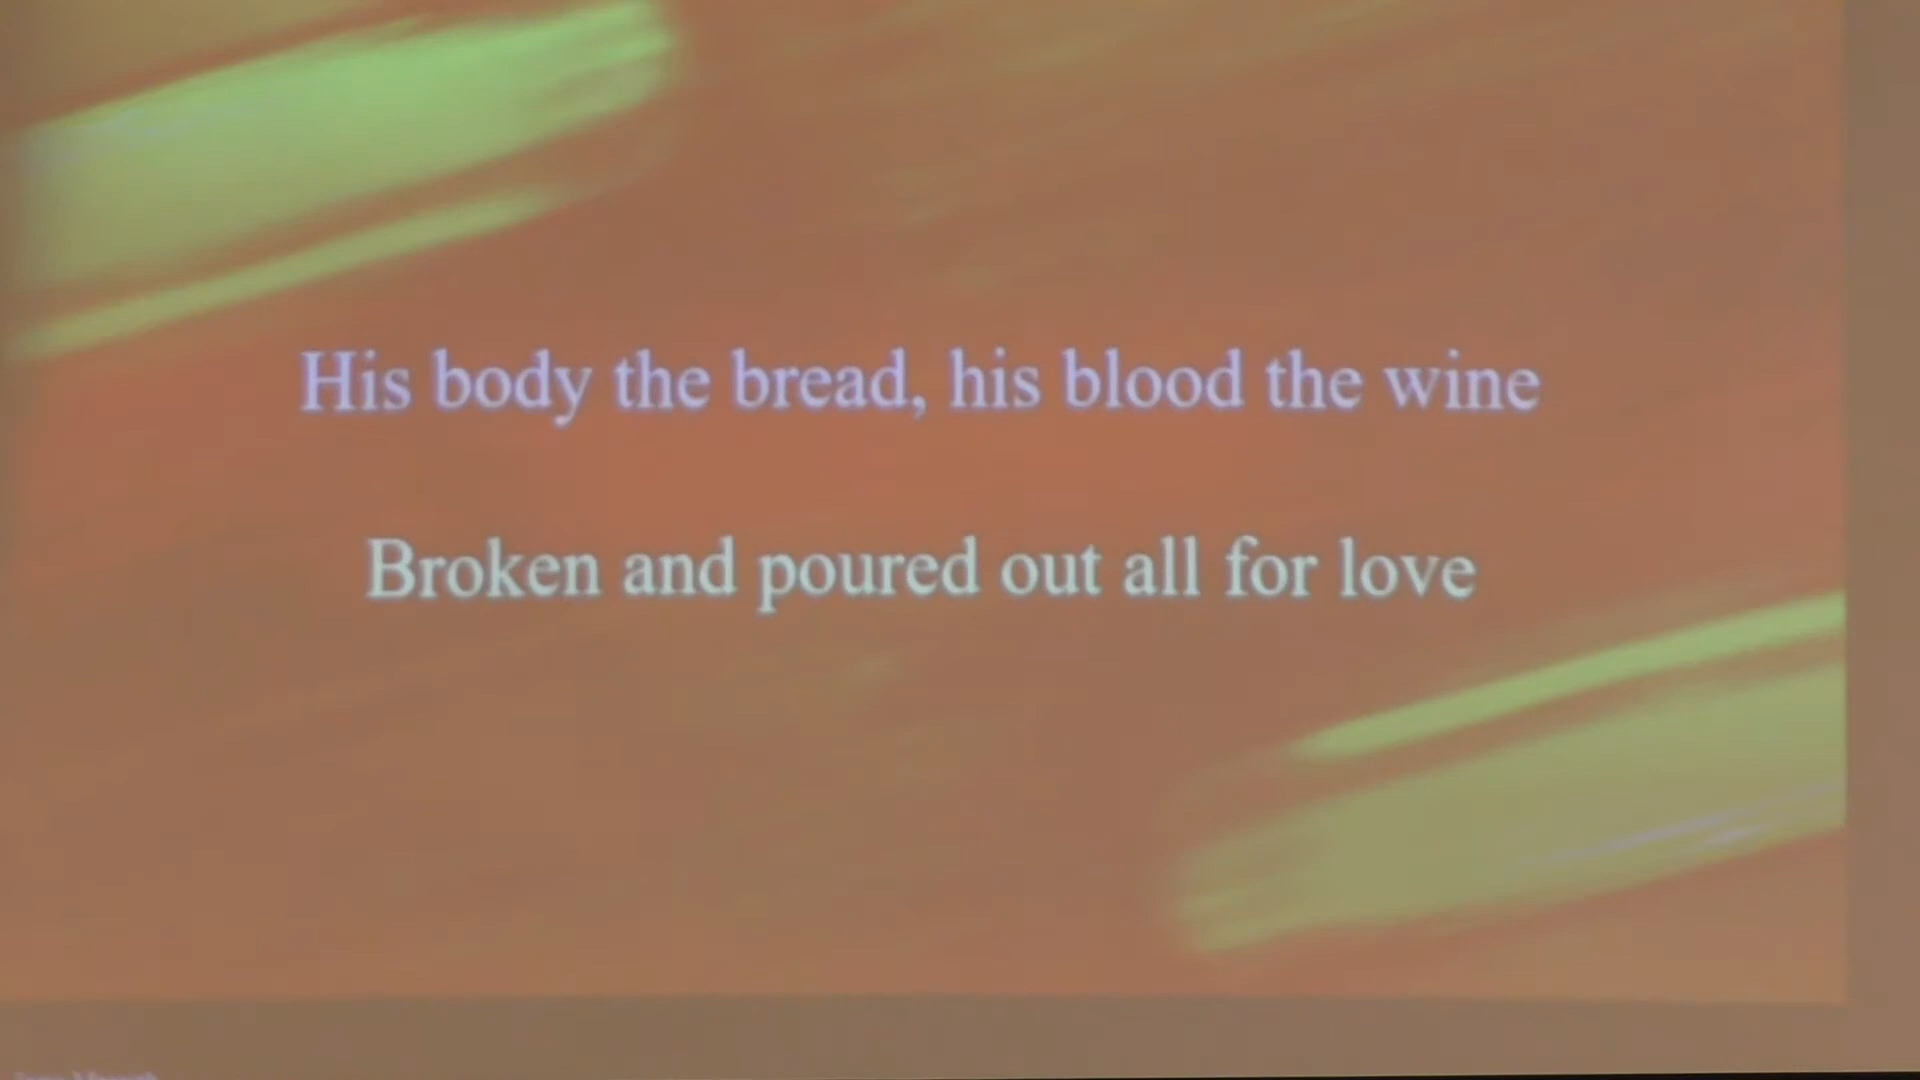 His body the bread, his blood the wine
Broken and poured out all for love